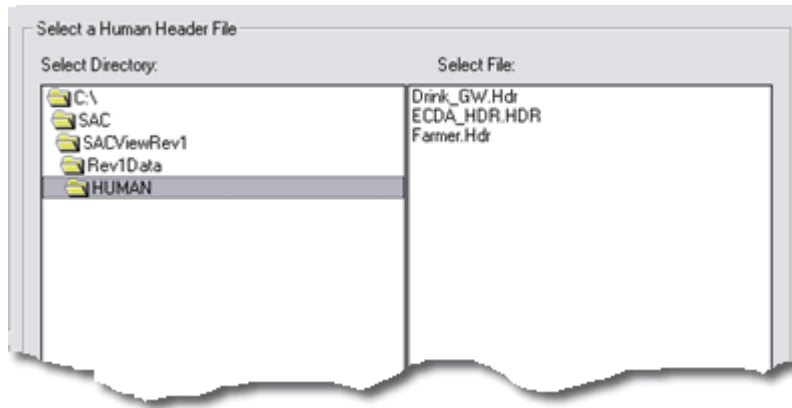 Select a Human Header File
Select Directory:
Select File:
C:\
SAC
SACViewRev1
Rev1Data
HUMAN
Drink_GW.Hdr
ECDA_HDR.HDR
Farmer.Hdr